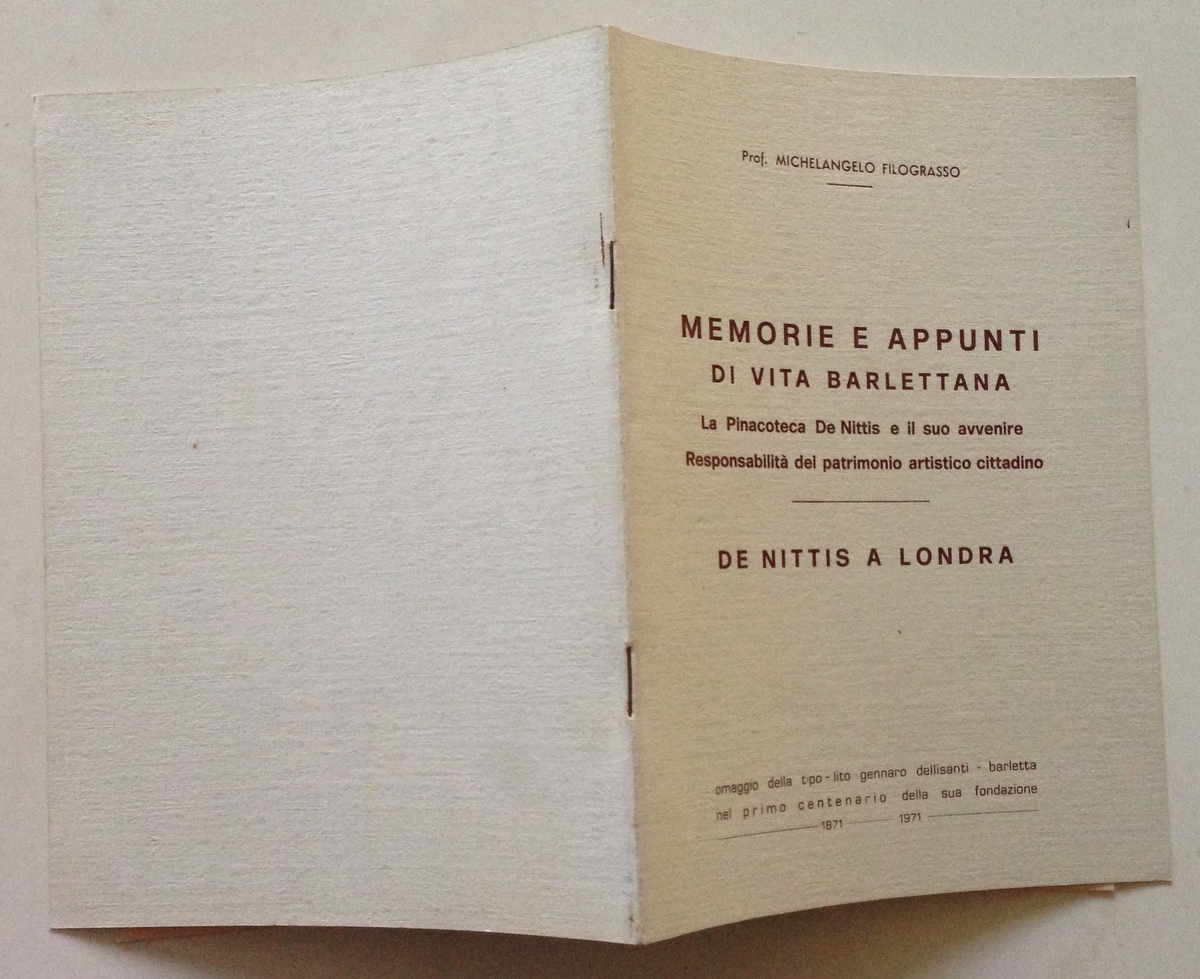 Prof. MICHELANGELO FILOGRASSO
MEMORIE E APPUNTI
DI VITA BARLETTANA
La Pinacoteca De Nittis e il suo avvenire
Responsabilità del patrimonio artistico cittadino
DE NITTIS A LONDRA
omaggio della tipo-lito gennaro dellisanti - barletta
nel primo centenario della sua fondazione
1871 1971